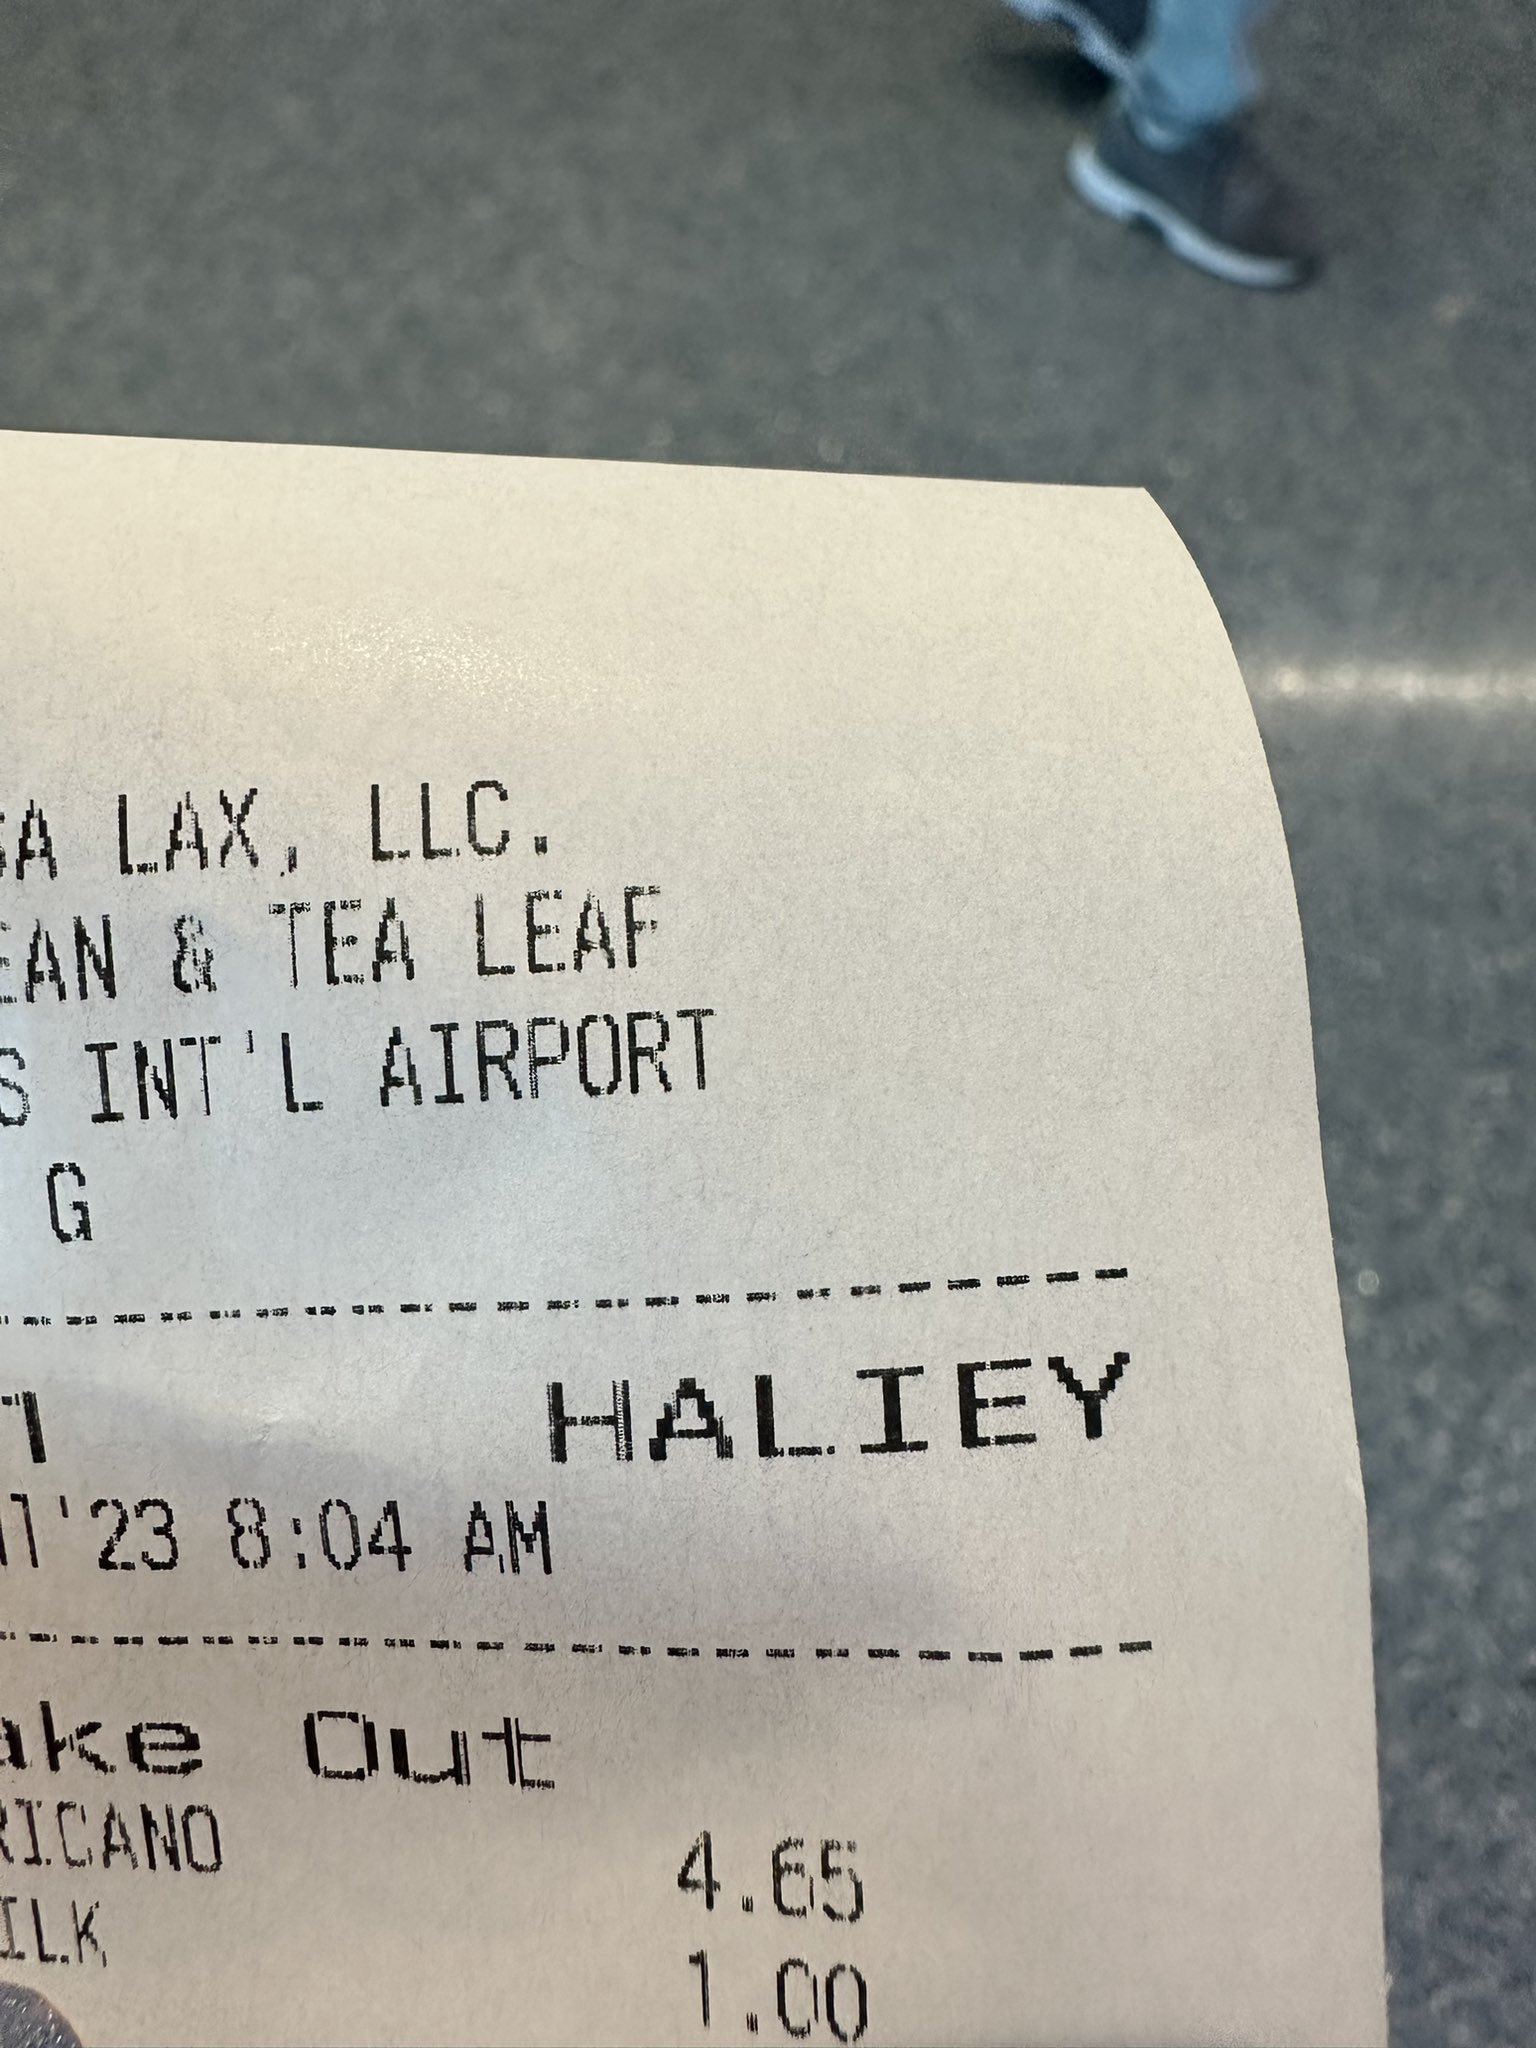 SA LAX, LLC.
EAN & TEA LEAF
S INT'L AIRPORT
G
HALIEY
'23 8:04 AM
ake Out
RICANO 4.65
ILK 1.00